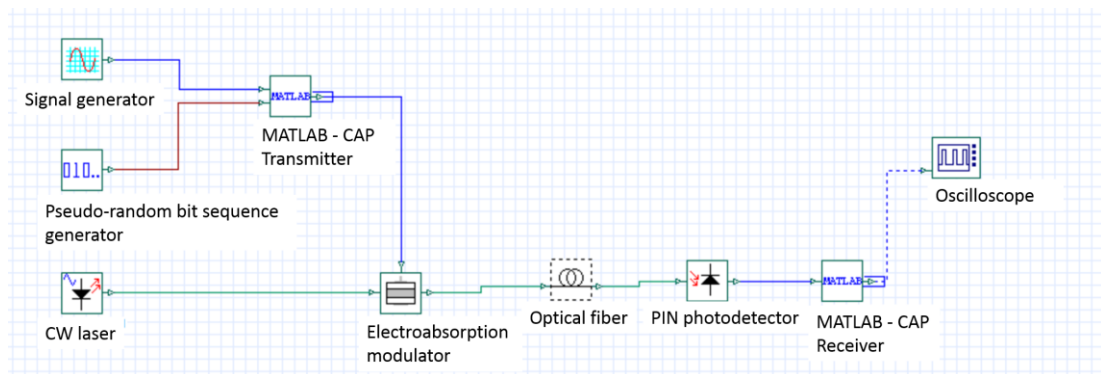 Signal generator
MATLAB
MATLAB - CAP
Transmitter
010..
Pseudo-random bit sequence
generator
Oscilloscope
CW laser
Electroabsorption
modulator
Optical fiber
PIN photodetector
MATLAB
MATLAB - CAP
Receiver